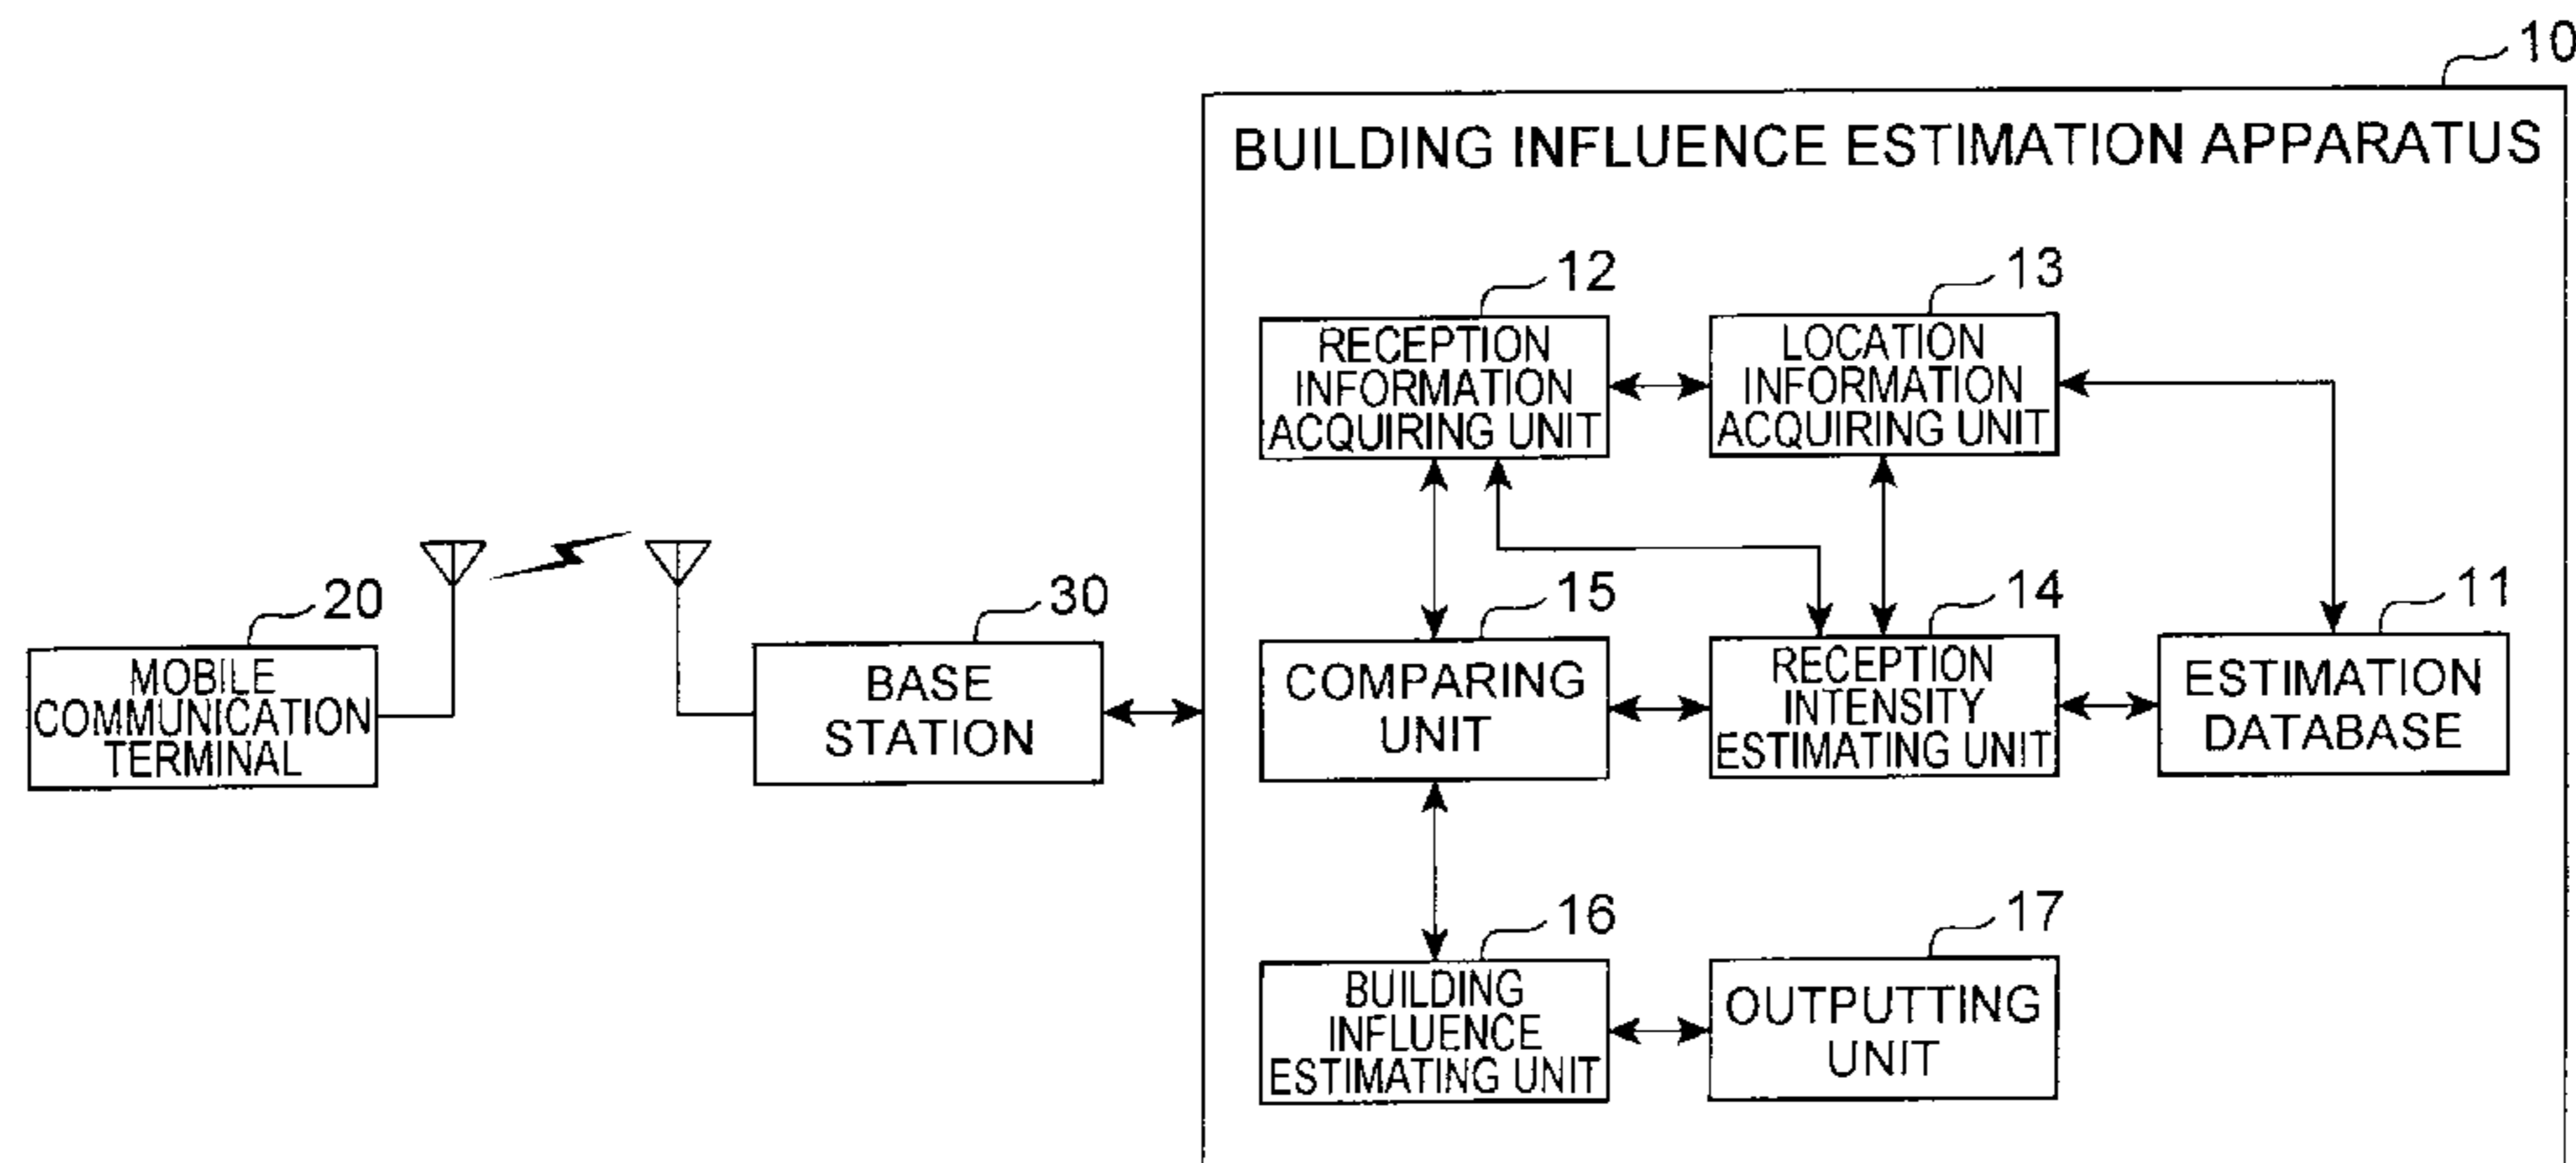 10
BUILDING INFLUENCE ESTIMATION APPARATUS
12
RECEPTION
INFORMATION
ACQUIRING UNIT
13
LOCATION
INFORMATION
ACQUIRING UNIT
20
MOBILE
COMMUNICATION
TERMINAL
30
BASE
STATION
15
COMPARING
UNIT
14
RECEPTION
INTENSITY
ESTIMATING UNIT
11
ESTIMATION
DATABASE
16
BUILDING
INFLUENCE
ESTIMATING UNIT
17
OUTPUTTING
UNIT